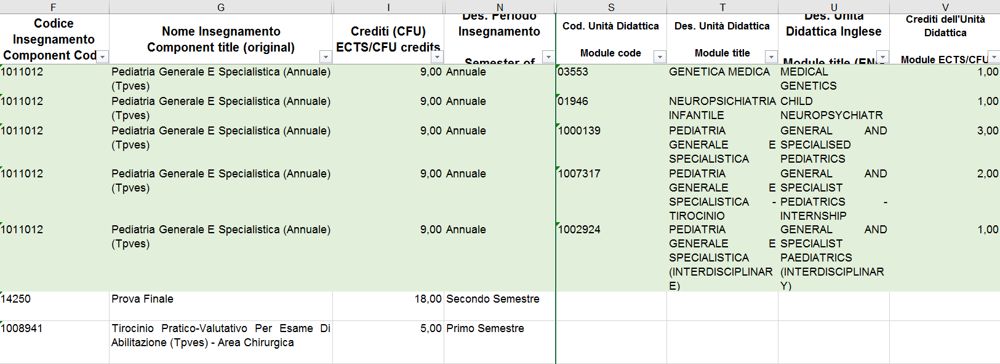 F G I N S T U V
Codice
Insegnamento
Component Cod
Nome Insegnamento
Component title (original)
Crediti (CFU)
ECTS/CFU credits
Des. Periodo
Insegnamento
Semester of
Cod. Unità Didattica
Module code
Des. Unità Didattica
Module title
Des. Unità
Didattica Inglese
Module title (EN
Crediti dell'Unità
Didattica
Module ECTS/CFU
1011012
Pediatria Generale E Specialistica (Annuale)
(Tpves)
9,00
Annuale
03553
GENETICA MEDICA
MEDICAL
GENETICS
1,00
1011012
Pediatria Generale E Specialistica (Annuale)
(Tpves)
9,00
Annuale
01946
NEUROPSICHIATRIA
INFANTILE
CHILD
NEUROPSYCHIATR
1,00
1011012
Pediatria Generale E Specialistica (Annuale)
(Tpves)
9,00
Annuale
1000139
PEDIATRIA
GENERALE E
SPECIALISTICA
GENERAL AND
SPECIALISED
PEDIATRICS
3,00
1011012
Pediatria Generale E Specialistica (Annuale)
(Tpves)
9,00
Annuale
1007317
PEDIATRIA
GENERALE E
SPECIALISTICA -
TIROCINIO
GENERAL AND
SPECIALIST
PEDIATRICS -
INTERNSHIP
2,00
1011012
Pediatria Generale E Specialistica (Annuale)
(Tpves)
9,00
Annuale
1002924
PEDIATRIA
GENERALE E
SPECIALISTICA
(INTERDISCIPLINAR
E)
GENERAL AND
SPECIALIST
PAEDIATRICS
(INTERDISCIPLINAR
Y)
1,00
14250
Prova Finale
18,00
Secondo Semestre
1008941
Tirocinio Pratico-Valutativo Per Esame Di
Abilitazione (Tpves) - Area Chirurgica
5,00
Primo Semestre